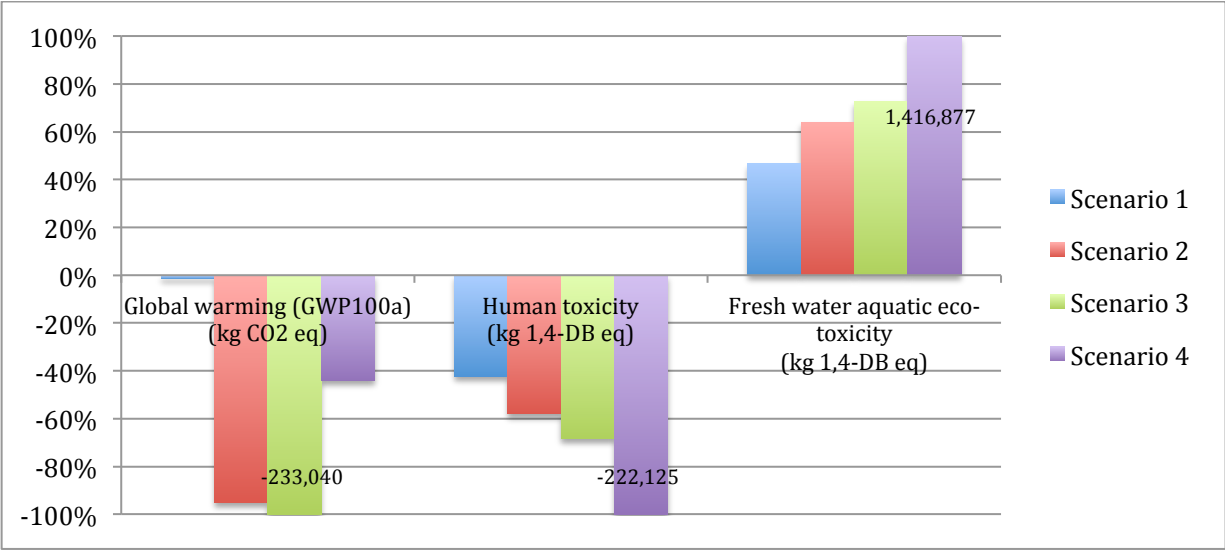 100%
80%
60%
40%
20%
0%
-20%
-40%
-60%
-80%
-100%
Global warming (GWP100a)
(kg CO2 eq)
Human toxicity
(kg 1,4-DB eq)
Fresh water aquatic eco-
toxicity
(kg 1,4-DB eq)
-233,040
-222,125
1,416,877
Scenario 1
Scenario 2
Scenario 3
Scenario 4